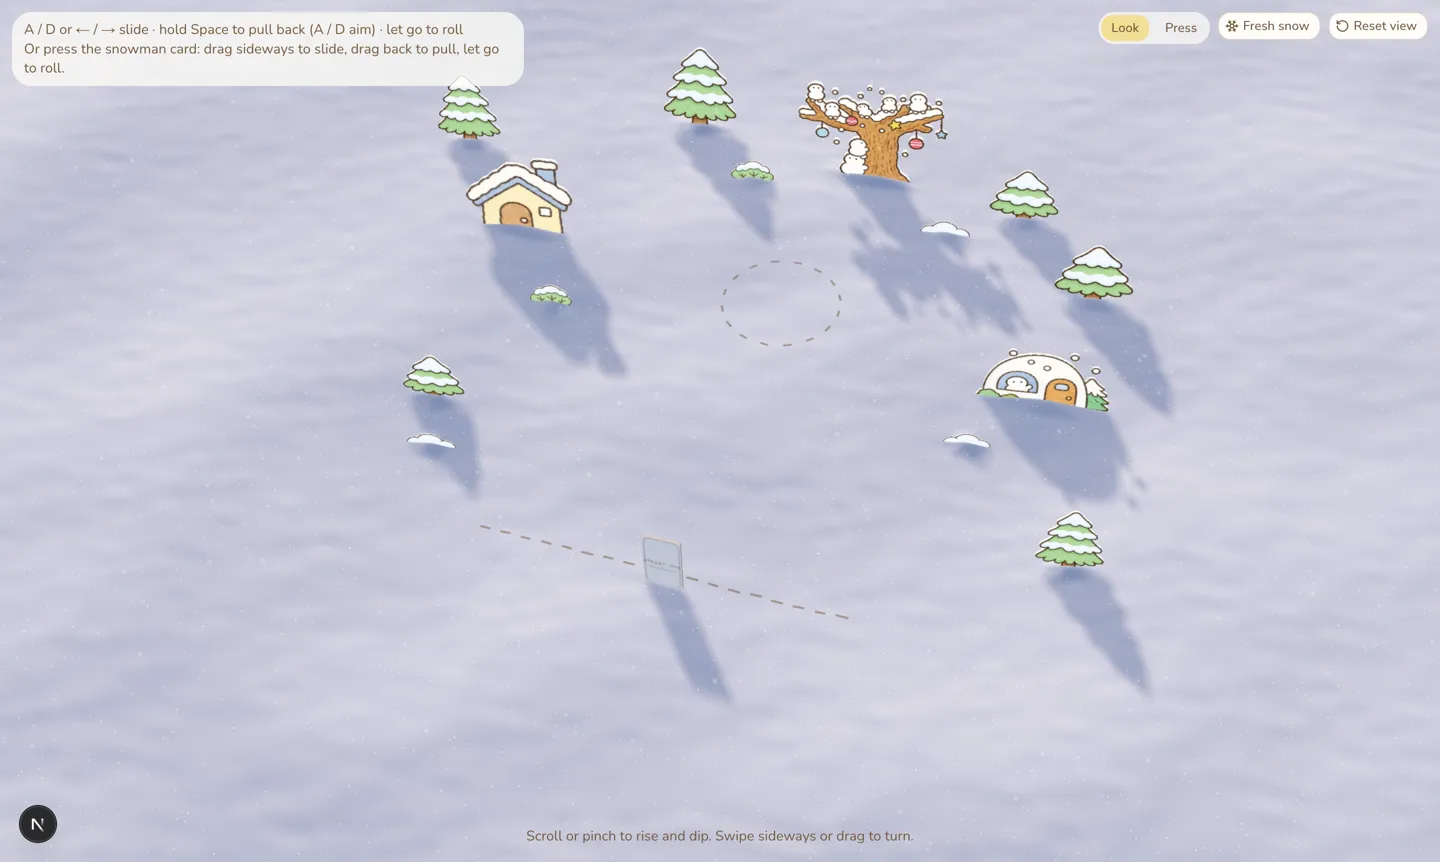 A / D or ← / → slide · hold Space to pull back (A / D aim) · let go to roll
Or press the snowman card: drag sideways to slide, drag back to pull, let go
to roll.
Look
Press
Fresh snow
Reset view
N
Scroll or pinch to rise and dip. Swipe sideways or drag to turn.